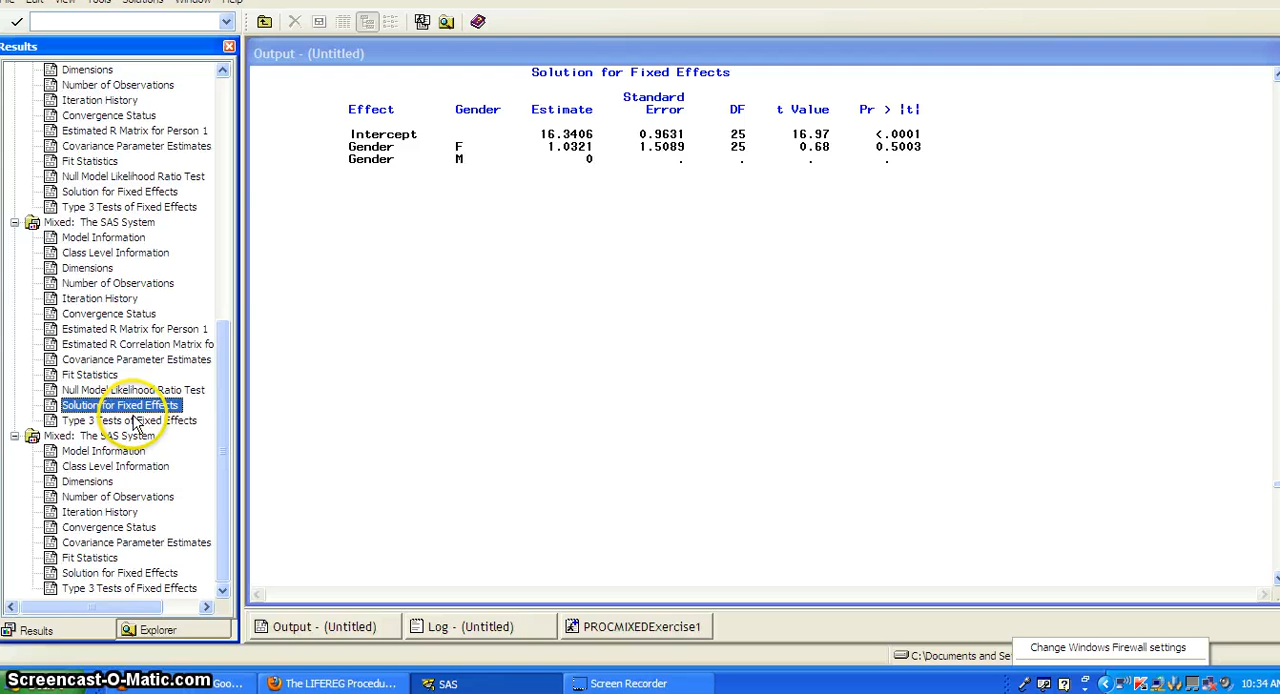 File Edit View Tools Solutions Window Help
Results
Output - (Untitled)
Dimensions
Number of Observations
Iteration History
Convergence Status
Estimated R Matrix for Person 1
Covariance Parameter Estimates
Fit Statistics
Null Model Likelihood Ratio Test
Solution for Fixed Effects
Type 3 Tests of Fixed Effects
Mixed: The SAS System
Model Information
Class Level Information
Dimensions
Number of Observations
Iteration History
Convergence Status
Estimated R Matrix for Person 1
Estimated R Correlation Matrix fo
Covariance Parameter Estimates
Fit Statistics
Null Model Likelihood Ratio Test
Solution for Fixed Effects
Type 3 Tests of Fixed Effects
Mixed: The SAS System
Model Information
Class Level Information
Dimensions
Number of Observations
Iteration History
Convergence Status
Covariance Parameter Estimates
Fit Statistics
Solution for Fixed Effects
Type 3 Tests of Fixed Effects
Results Explorer
Solution for Fixed Effects
Standard
Effect Gender Estimate Error DF t Value Pr > |t|
Intercept 16.3406 0.9631 25 16.97 <.0001
Gender F 1.0321 1.5089 25 0.68 0.5003
Gender M 0 . . . .
Output - (Untitled) Log - (Untitled) PROCMIXEDExercise1
C:\Documents and Se
Change Windows Firewall settings
Screencast-O-Matic.com
Goo... The LIFEREG Procedu... SAS Screen Recorder 10:34 A